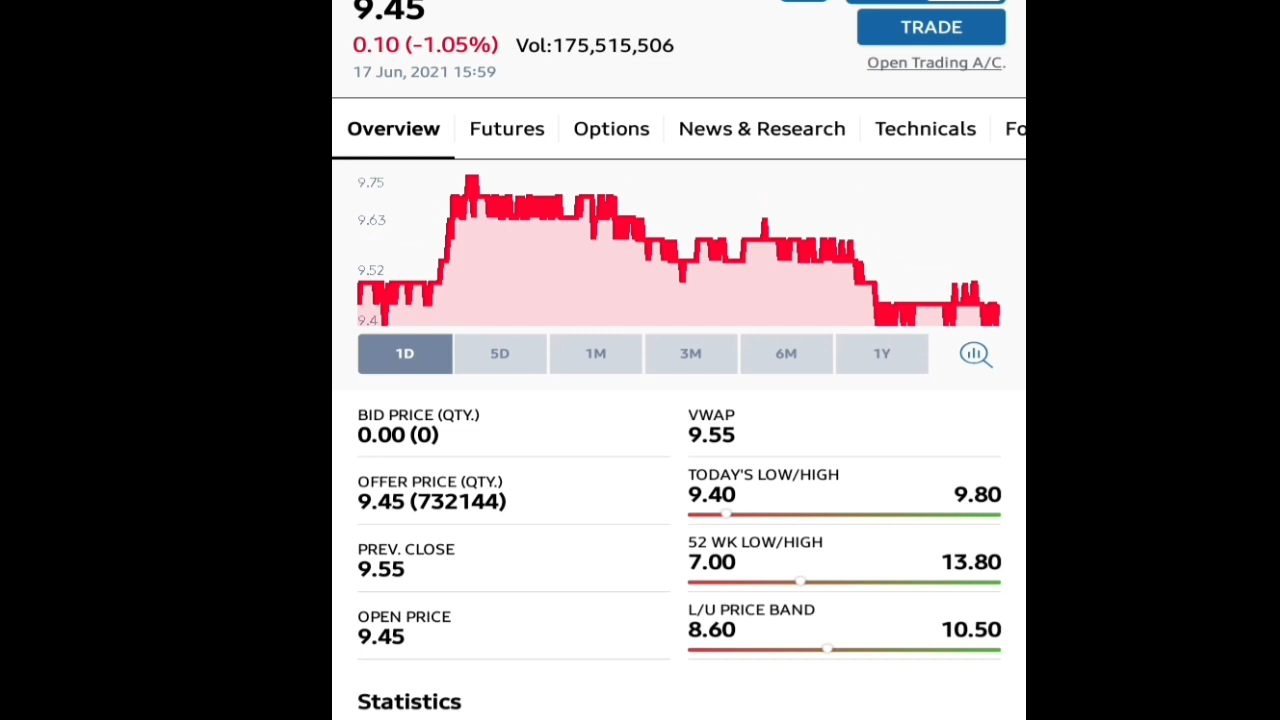 9.45
TRADE
0.10 (-1.05%) Vol:175,515,506
Open Trading A/C.
17 Jun, 2021 15:59
Overview Futures Options News & Research Technicals Fo
9.75
9.63
9.52
9.4
1D 5D 1M 3M 6M 1Y
BID PRICE (QTY.) VWAP
0.00 (0) 9.55
OFFER PRICE (QTY.) TODAY'S LOW/HIGH
9.45 (732144) 9.40 9.80
PREV. CLOSE 52 WK LOW/HIGH
9.55 7.00 13.80
OPEN PRICE L/U PRICE BAND
9.45 8.60 10.50
Statistics